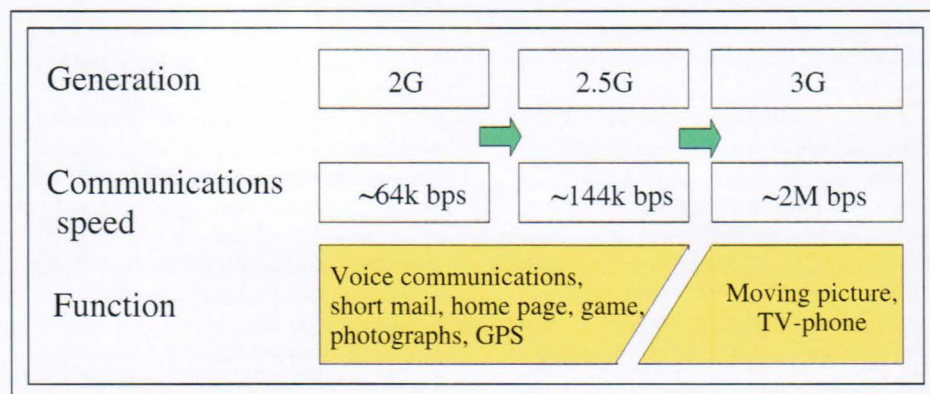 Generation
2G
2.5G
3G
Communications
speed
~64k bps
~144k bps
~2M bps
Function
Voice communications,
short mail, home page, game,
photographs, GPS
Moving picture,
TV-phone